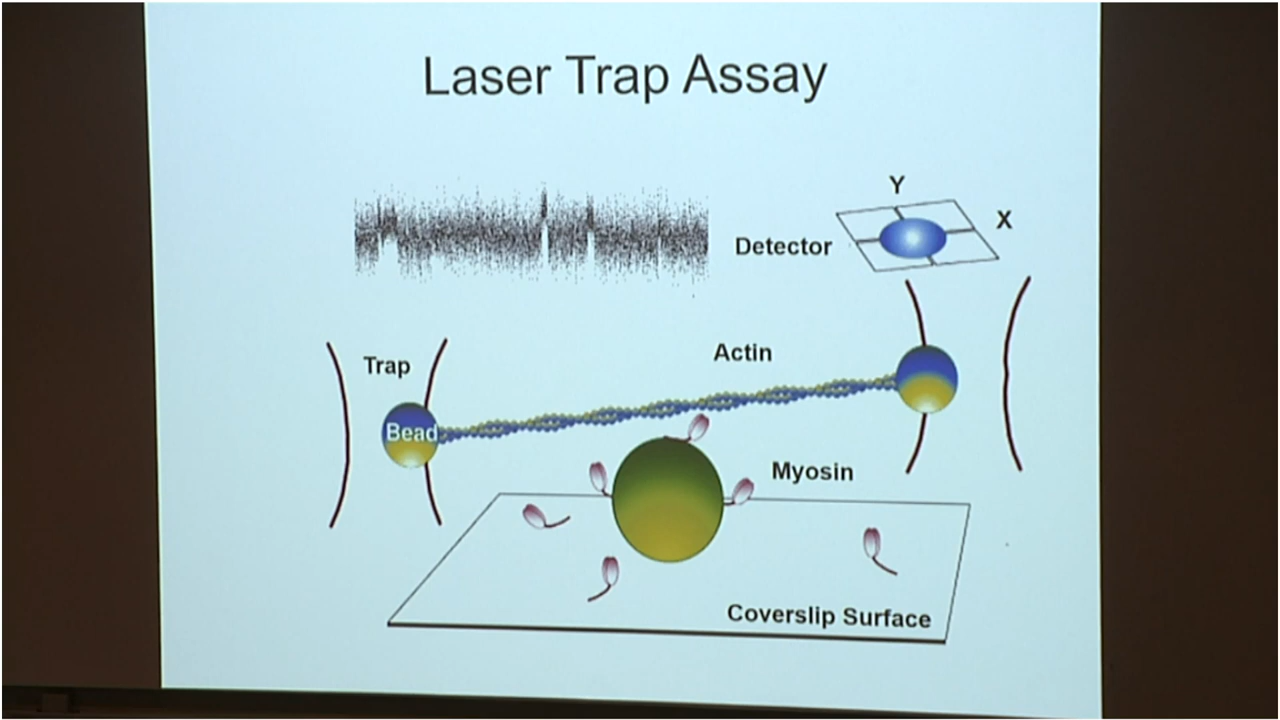 Laser Trap Assay
Y
X
Detector
Trap
Actin
Bead
Myosin
Coverslip Surface